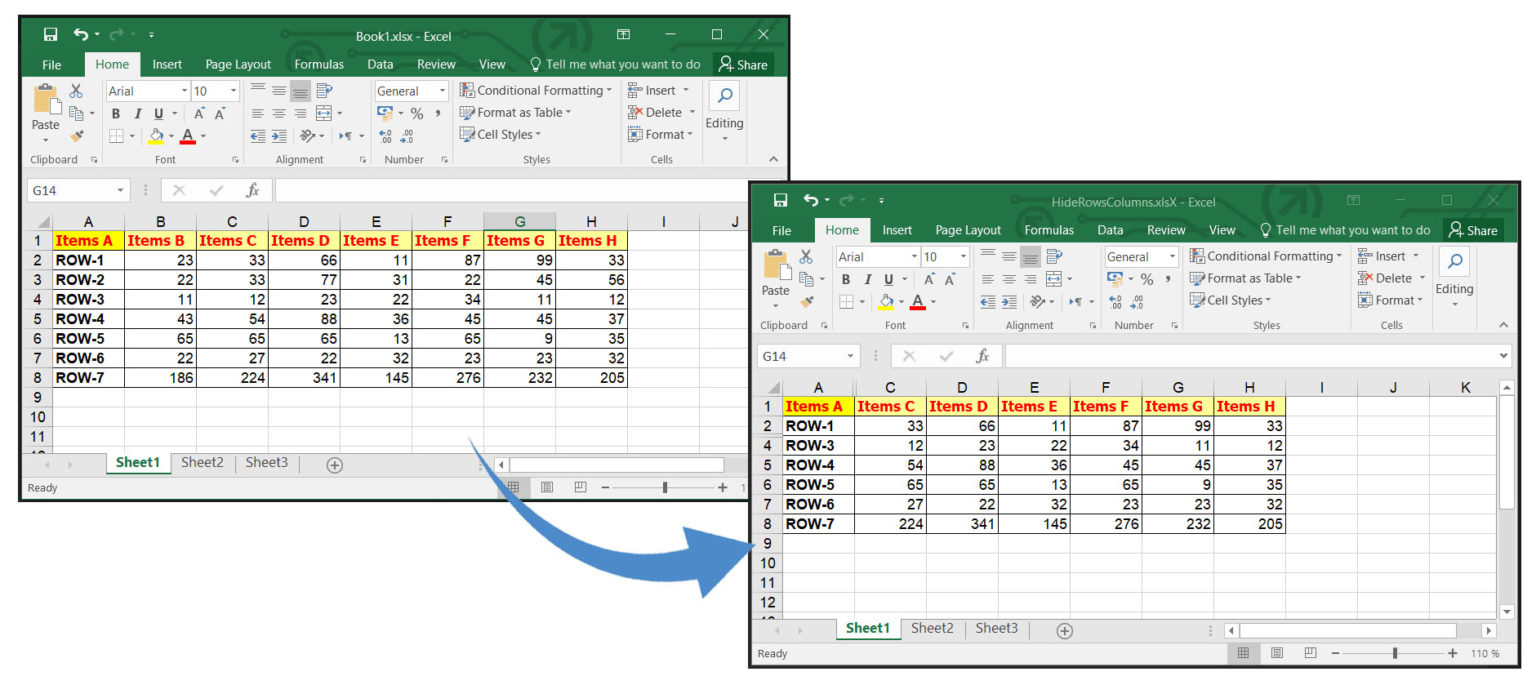 Book1.xlsx - Excel
File Home Insert Page Layout Formulas Data Review View Tell me what you want to do Share
Arial 10 General Conditional Formatting Insert
Paste B I U A A % , Format as Table Delete Editing
A .00 .00 Cell Styles Format
Clipboard Font Alignment Number Styles Cells
G14 fx
A B C D E F G H I J
1 Items A Items B Items C Items D Items E Items F Items G Items H
2 ROW-1 23 33 66 11 87 99 33
3 ROW-2 22 33 77 31 22 45 56
4 ROW-3 11 12 23 22 34 11 12
5 ROW-4 43 54 88 36 45 45 37
6 ROW-5 65 65 65 13 65 9 35
7 ROW-6 22 27 22 32 23 23 32
8 ROW-7 186 224 341 145 276 232 205
9
10
11
Sheet1 Sheet2 Sheet3
Ready
HideRowsColumns.xlsX - Excel
File Home Insert Page Layout Formulas Data Review View Tell me what you want to do Share
Arial 10 General Conditional Formatting Insert
Paste B I U A A % , Format as Table Delete Editing
A .00 .00 Cell Styles Format
Clipboard Font Alignment Number Styles Cells
G14 fx
A C D E F G H I J K
1 Items A Items C Items D Items E Items F Items G Items H
2 ROW-1 33 66 11 87 99 33
4 ROW-3 12 23 22 34 11 12
5 ROW-4 54 88 36 45 45 37
6 ROW-5 65 65 13 65 9 35
7 ROW-6 27 22 32 23 23 32
8 ROW-7 224 341 145 276 232 205
9
10
11
12
Sheet1 Sheet2 Sheet3
Ready 110 %